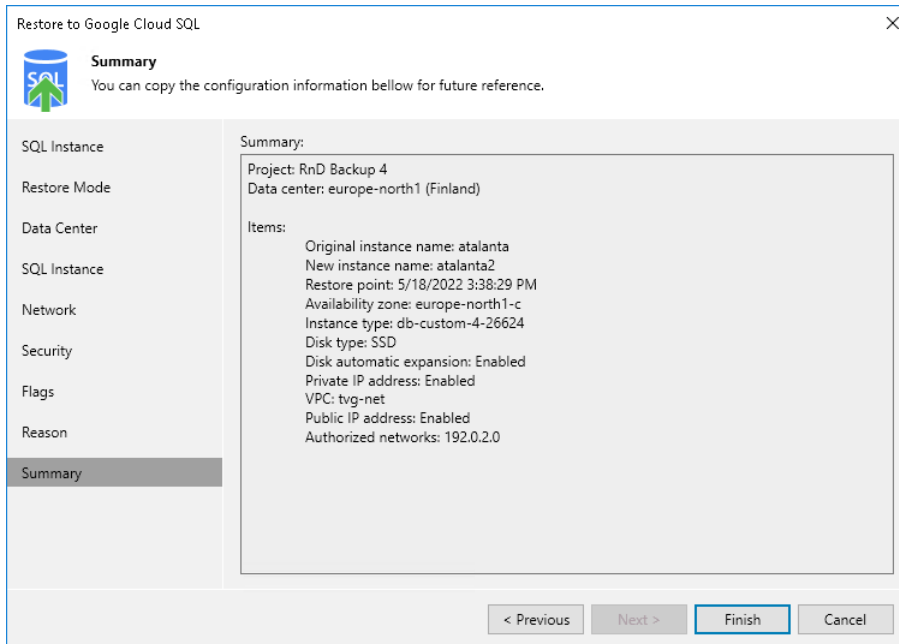 Restore to Google Cloud SQL
SQL
Summary
You can copy the configuration information bellow for future reference.
SQL Instance
Restore Mode
Data Center
SQL Instance
Network
Security
Flags
Reason
Summary
Summary:
Project: RnD Backup 4
Data center: europe-north1 (Finland)
Items:
Original instance name: atalanta
New instance name: atalanta2
Restore point: 5/18/2022 3:38:29 PM
Availability zone: europe-north1-c
Instance type: db-custom-4-26624
Disk type: SSD
Disk automatic expansion: Enabled
Private IP address: Enabled
VPC: tvg-net
Public IP address: Enabled
Authorized networks: 192.0.2.0
< Previous
Next >
Finish
Cancel